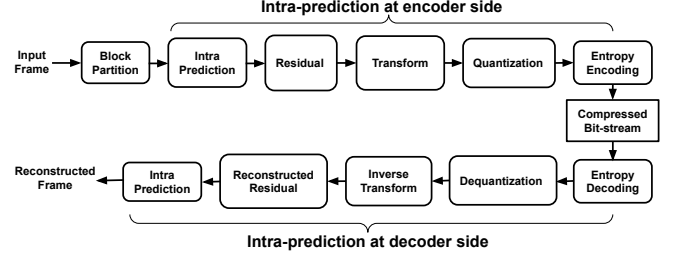 Intra-prediction at encoder side
Input
Frame
Block
Partition
Intra
Prediction
Residual
Transform
Quantization
Entropy
Encoding
Compressed
Bit-stream
Reconstructed
Frame
Intra
Prediction
Reconstructed
Residual
Inverse
Transform
Dequantization
Entropy
Decoding
Intra-prediction at decoder side